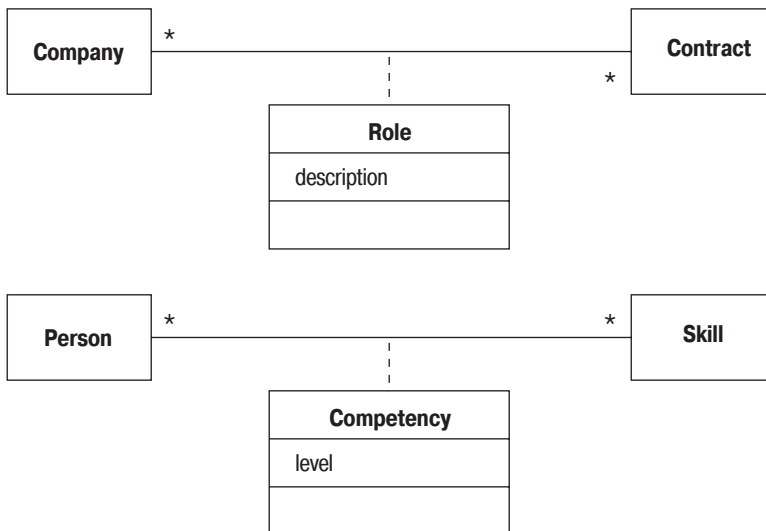 Company
*
*
Contract
Role
description
Person
*
*
Skill
Competency
level